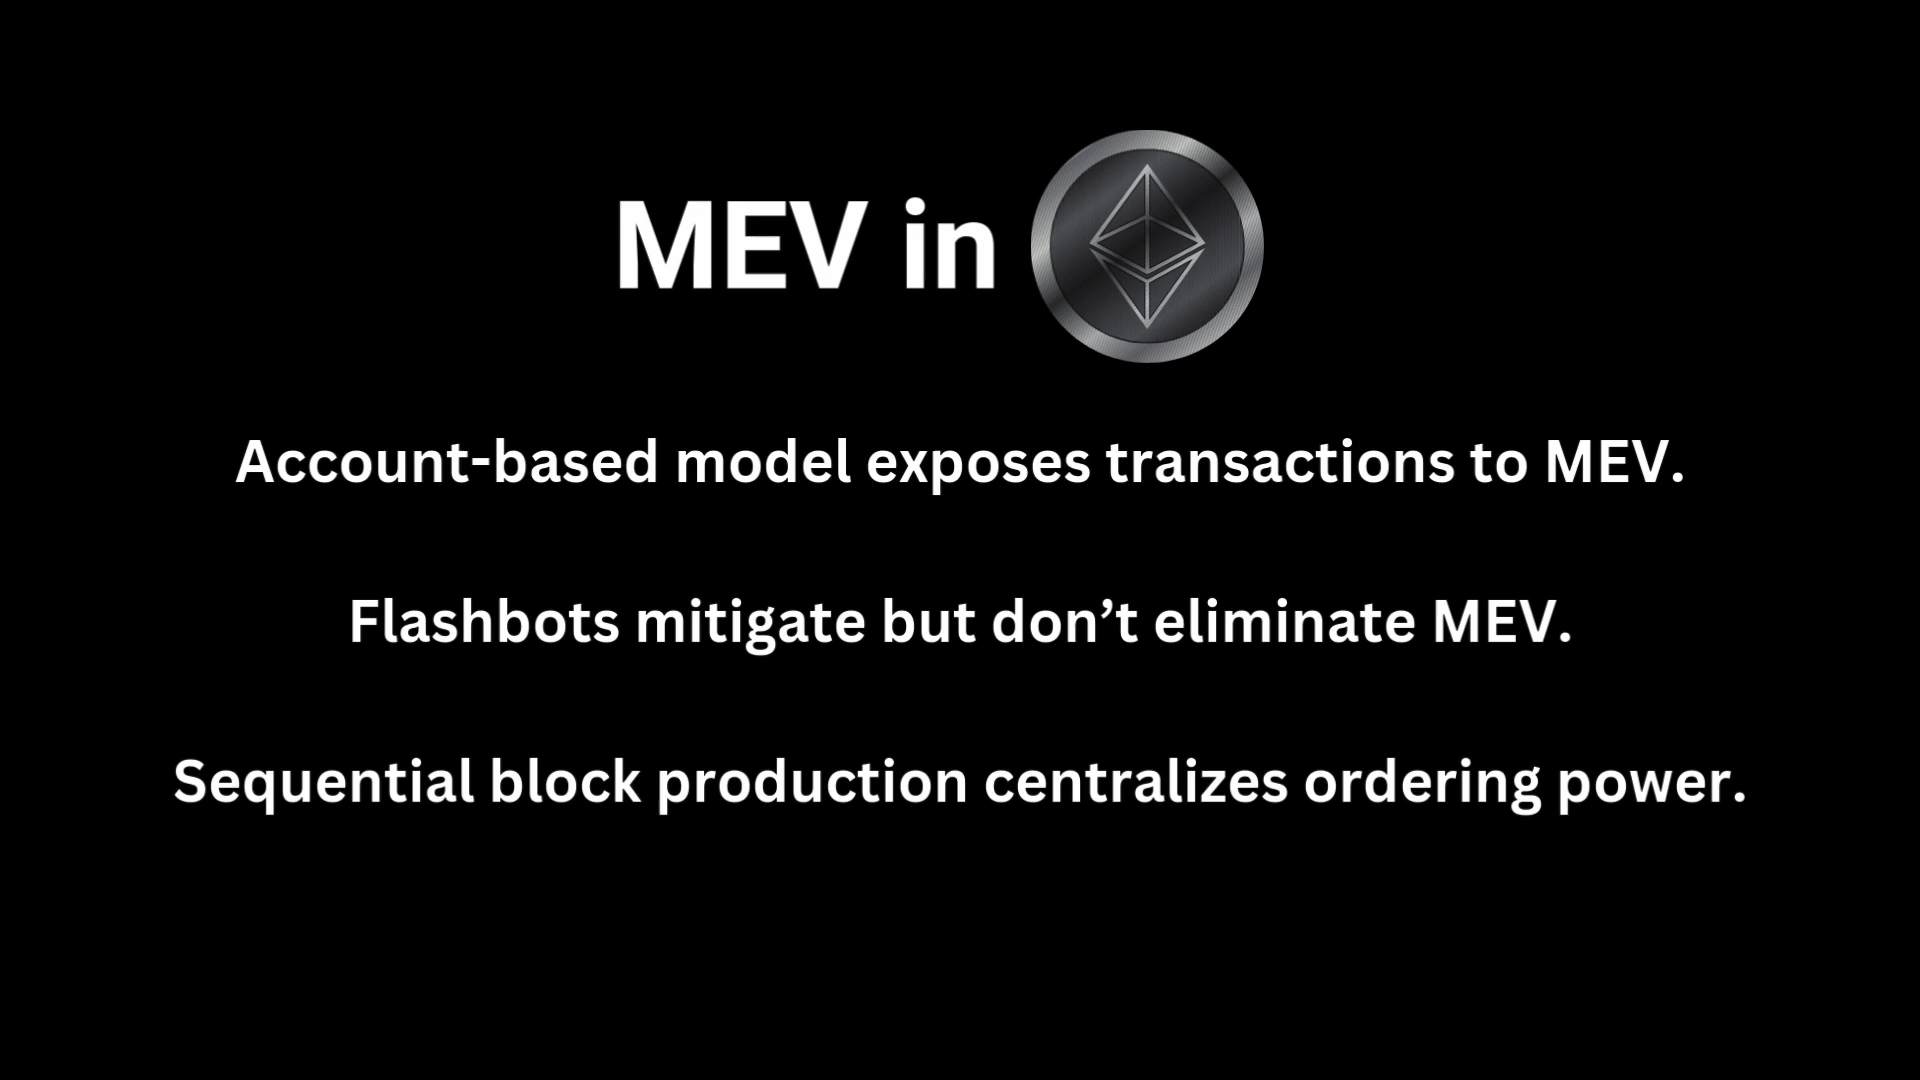 MEV in
Account-based model exposes transactions to MEV.
Flashbots mitigate but don’t eliminate MEV.
Sequential block production centralizes ordering power.